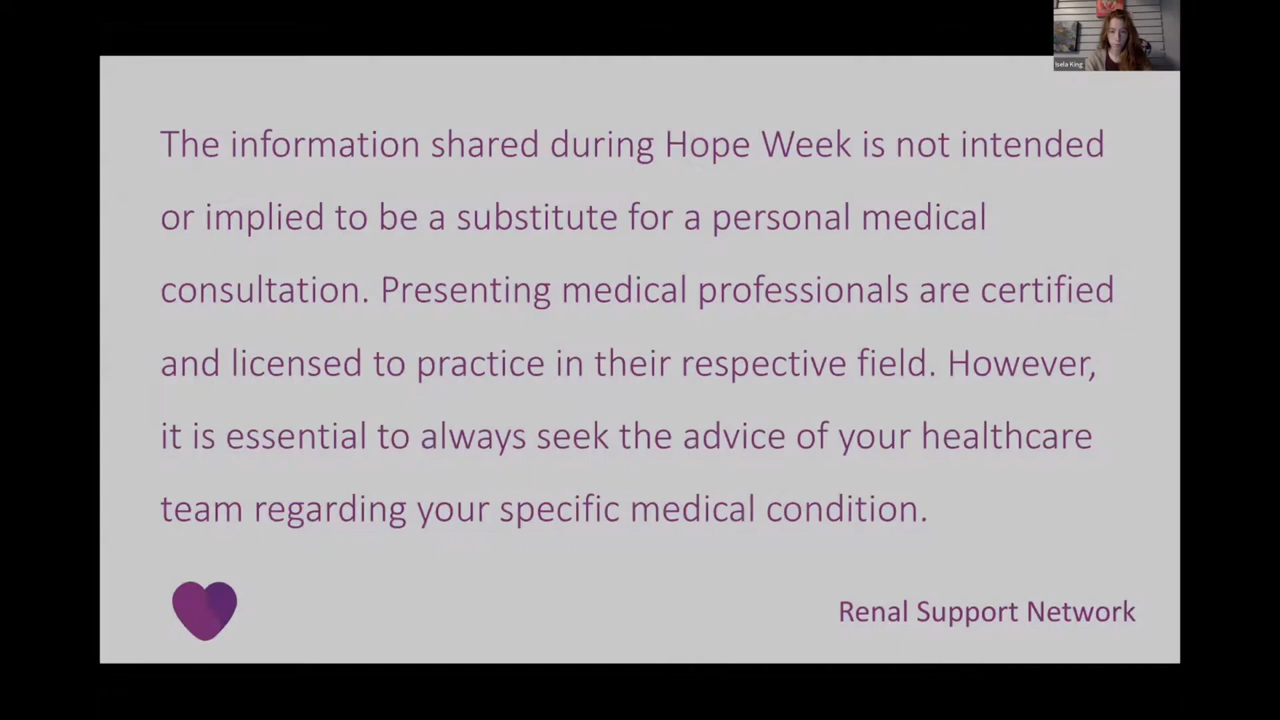 Isela King
The information shared during Hope Week is not intended
or implied to be a substitute for a personal medical
consultation. Presenting medical professionals are certified
and licensed to practice in their respective field. However,
it is essential to always seek the advice of your healthcare
team regarding your specific medical condition.
Renal Support Network